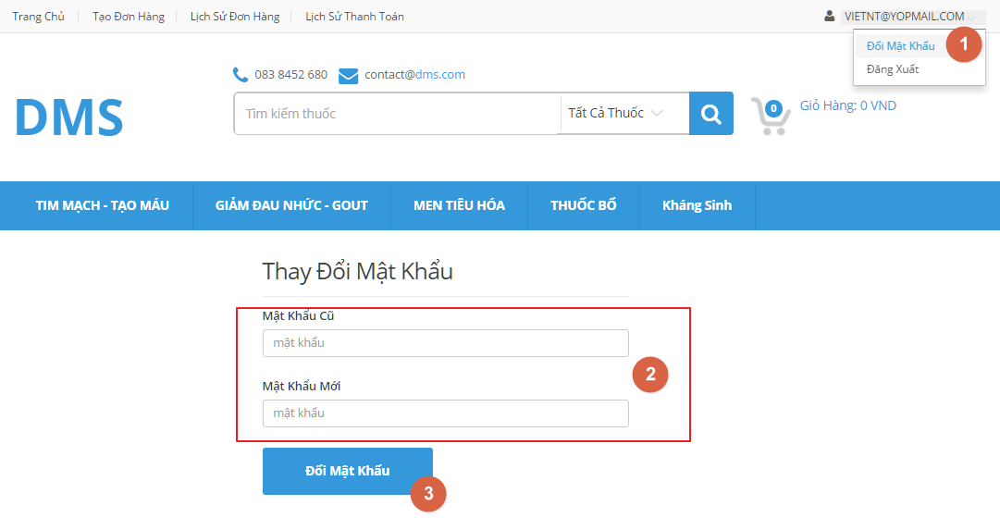 Trang Chủ Tạo Đơn Hàng Lịch Sử Đơn Hàng Lịch Sử Thanh Toán VIETNT@YOPMAIL.COM
Đổi Mật Khẩu 1
Đăng Xuất
083 8452 680 contact@dms.com
DMS
Tìm kiếm thuốc Tất Cả Thuốc 0 Giỏ Hàng: 0 VND
TIM MẠCH - TẠO MÁU GIẢM ĐAU NHỨC - GOUT MEN TIÊU HÓA THUỐC BỔ Kháng Sinh
Thay Đổi Mật Khẩu
Mật Khẩu Cũ
mật khẩu
2
Mật Khẩu Mới
mật khẩu
Đổi Mật Khẩu
3